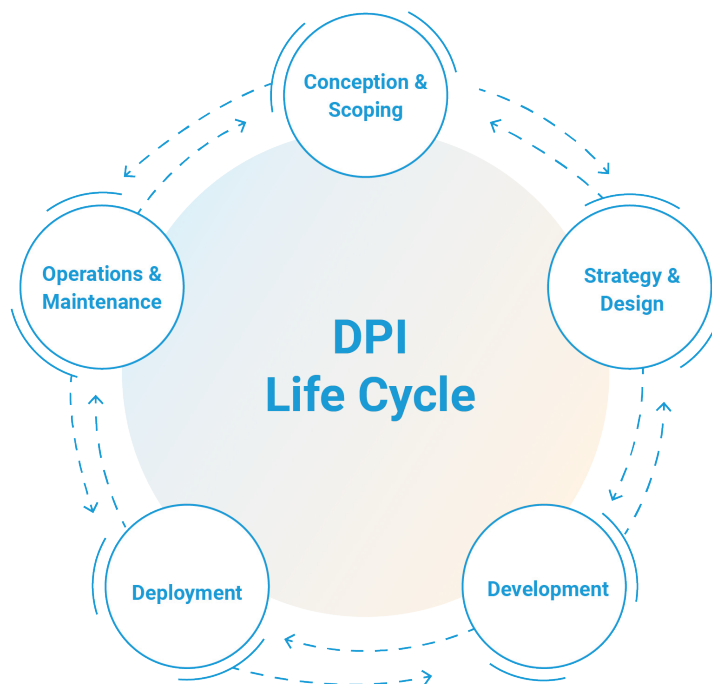 Conception &
Scoping
Operations &
Maintenance
Strategy &
Design
DPI
Life Cycle
Deployment
Development